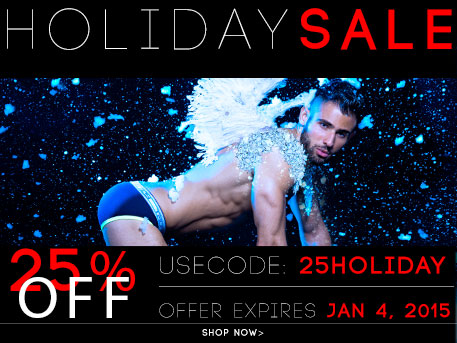 HOLIDAY SALE
25%
OFF
USECODE: 25HOLIDAY
OFFER EXPIRES JAN 4, 2015
SHOP NOW>